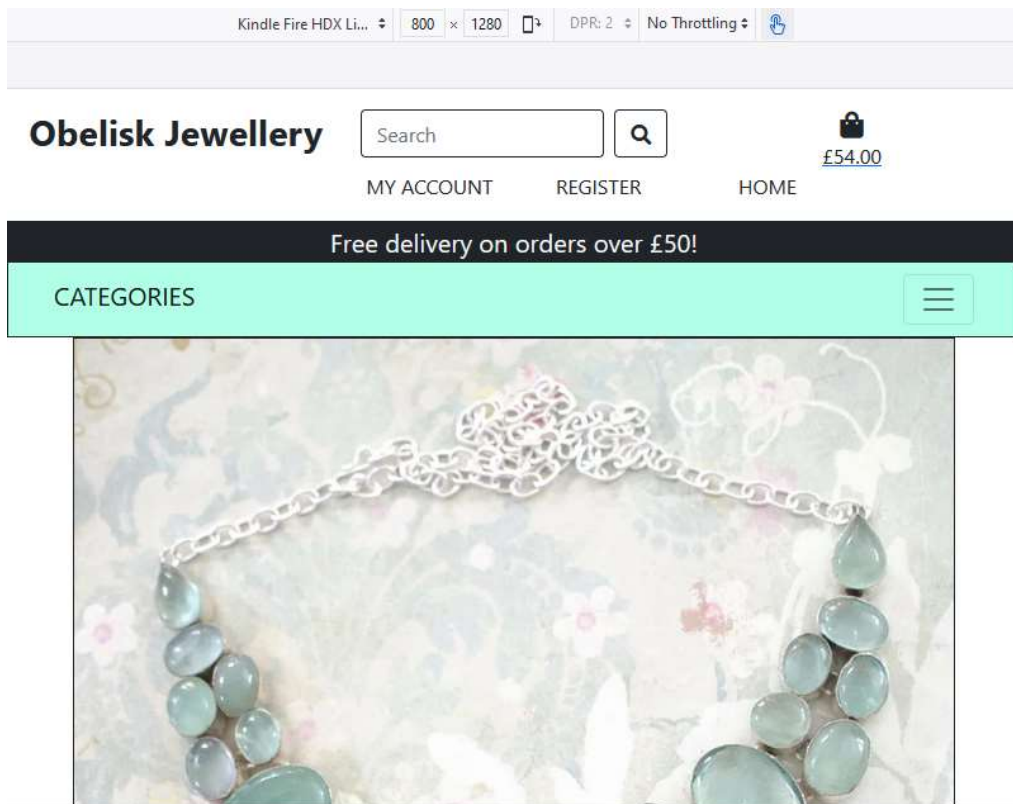 Kindle Fire HDX Li... 800 × 1280 DPR: 2 No Throttling
Obelisk Jewellery
Search
£54.00
MY ACCOUNT REGISTER HOME
Free delivery on orders over £50!
CATEGORIES